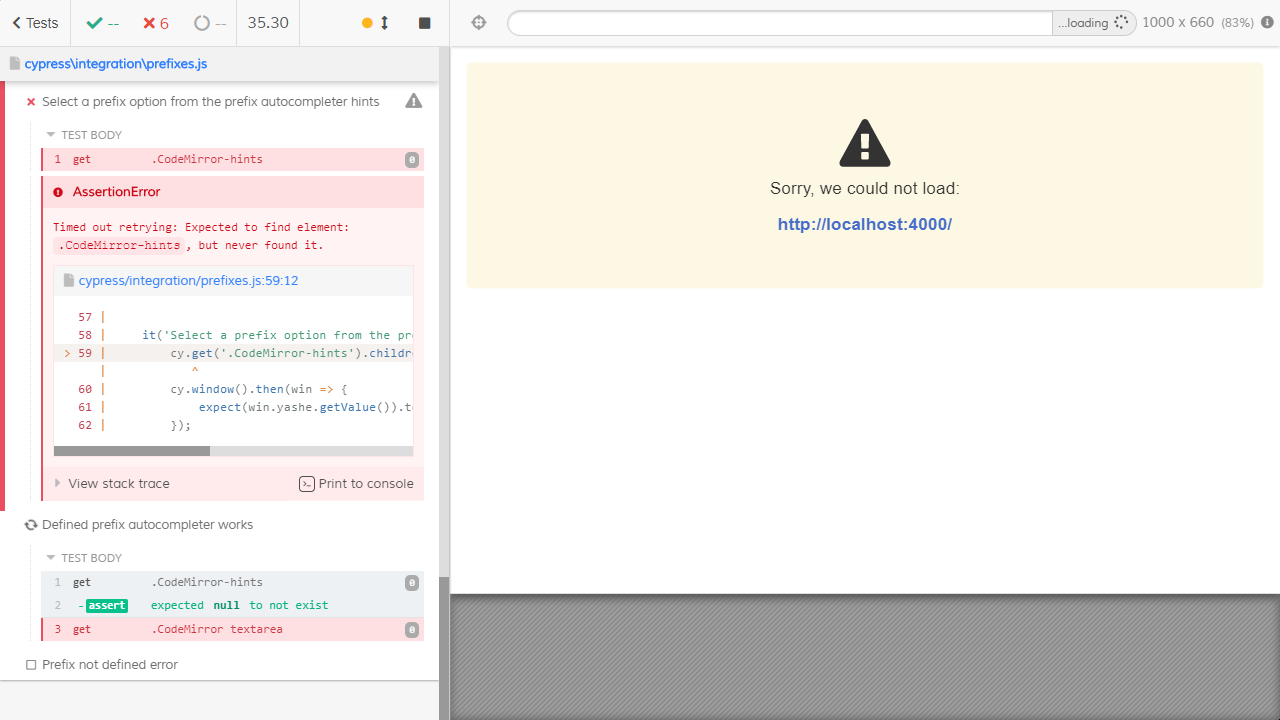 Tests -- 6 -- 35.30 ...loading 1000 x 660 (83%)
cypress\integration\prefixes.js
Select a prefix option from the prefix autocompleter hints
TEST BODY
1 get .CodeMirror-hints 0
AssertionError
Timed out retrying: Expected to find element:
.CodeMirror-hints, but never found it.
cypress/integration/prefixes.js:59:12
57 |
58 | it('Select a prefix option from the pre
> 59 | cy.get('.CodeMirror-hints').childre
| ^
60 | cy.window().then(win => {
61 | expect(win.yashe.getValue()).to
62 | });
View stack trace Print to console
Defined prefix autocompleter works
TEST BODY
1 get .CodeMirror-hints 0
2 -assert expected null to not exist
3 get .CodeMirror textarea 0
Prefix not defined error
Sorry, we could not load:
http://localhost:4000/